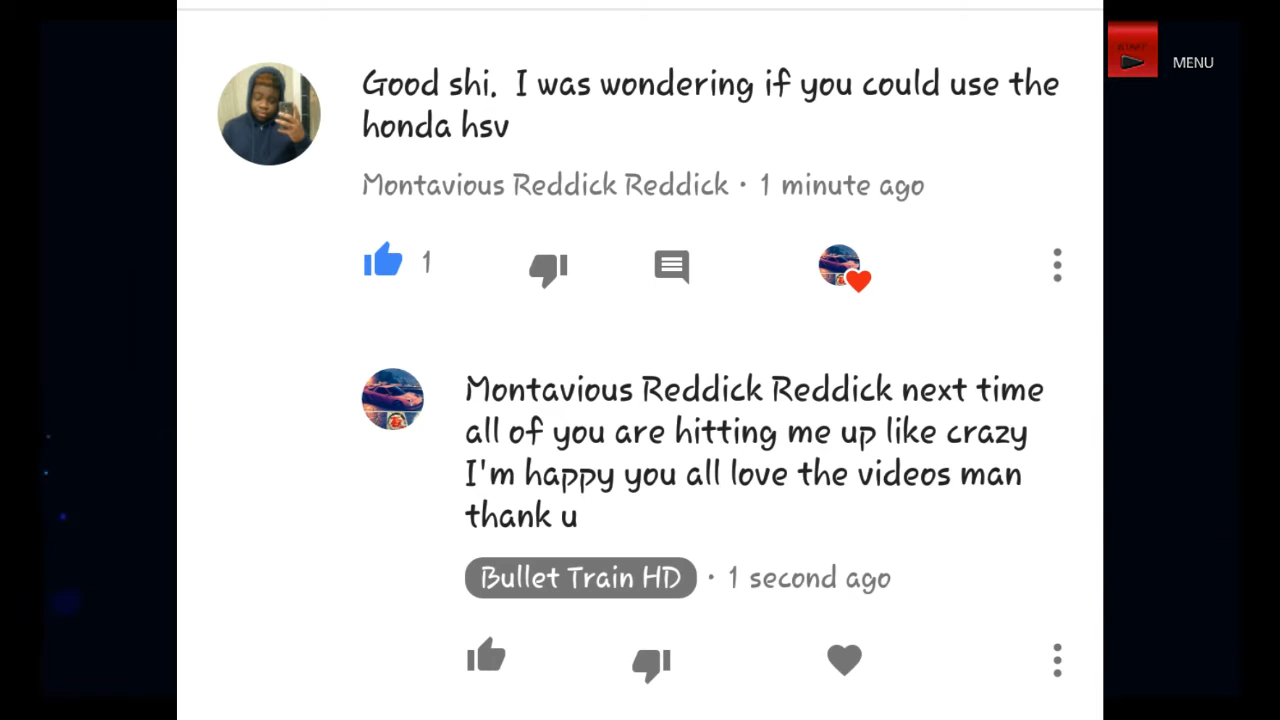 Good shi. I was wondering if you could use the
honda hsv
Montavious Reddick Reddick · 1 minute ago
1
Montavious Reddick Reddick next time
all of you are hitting me up like crazy
I'm happy you all love the videos man
thank u
Bullet Train HD · 1 second ago
MENU